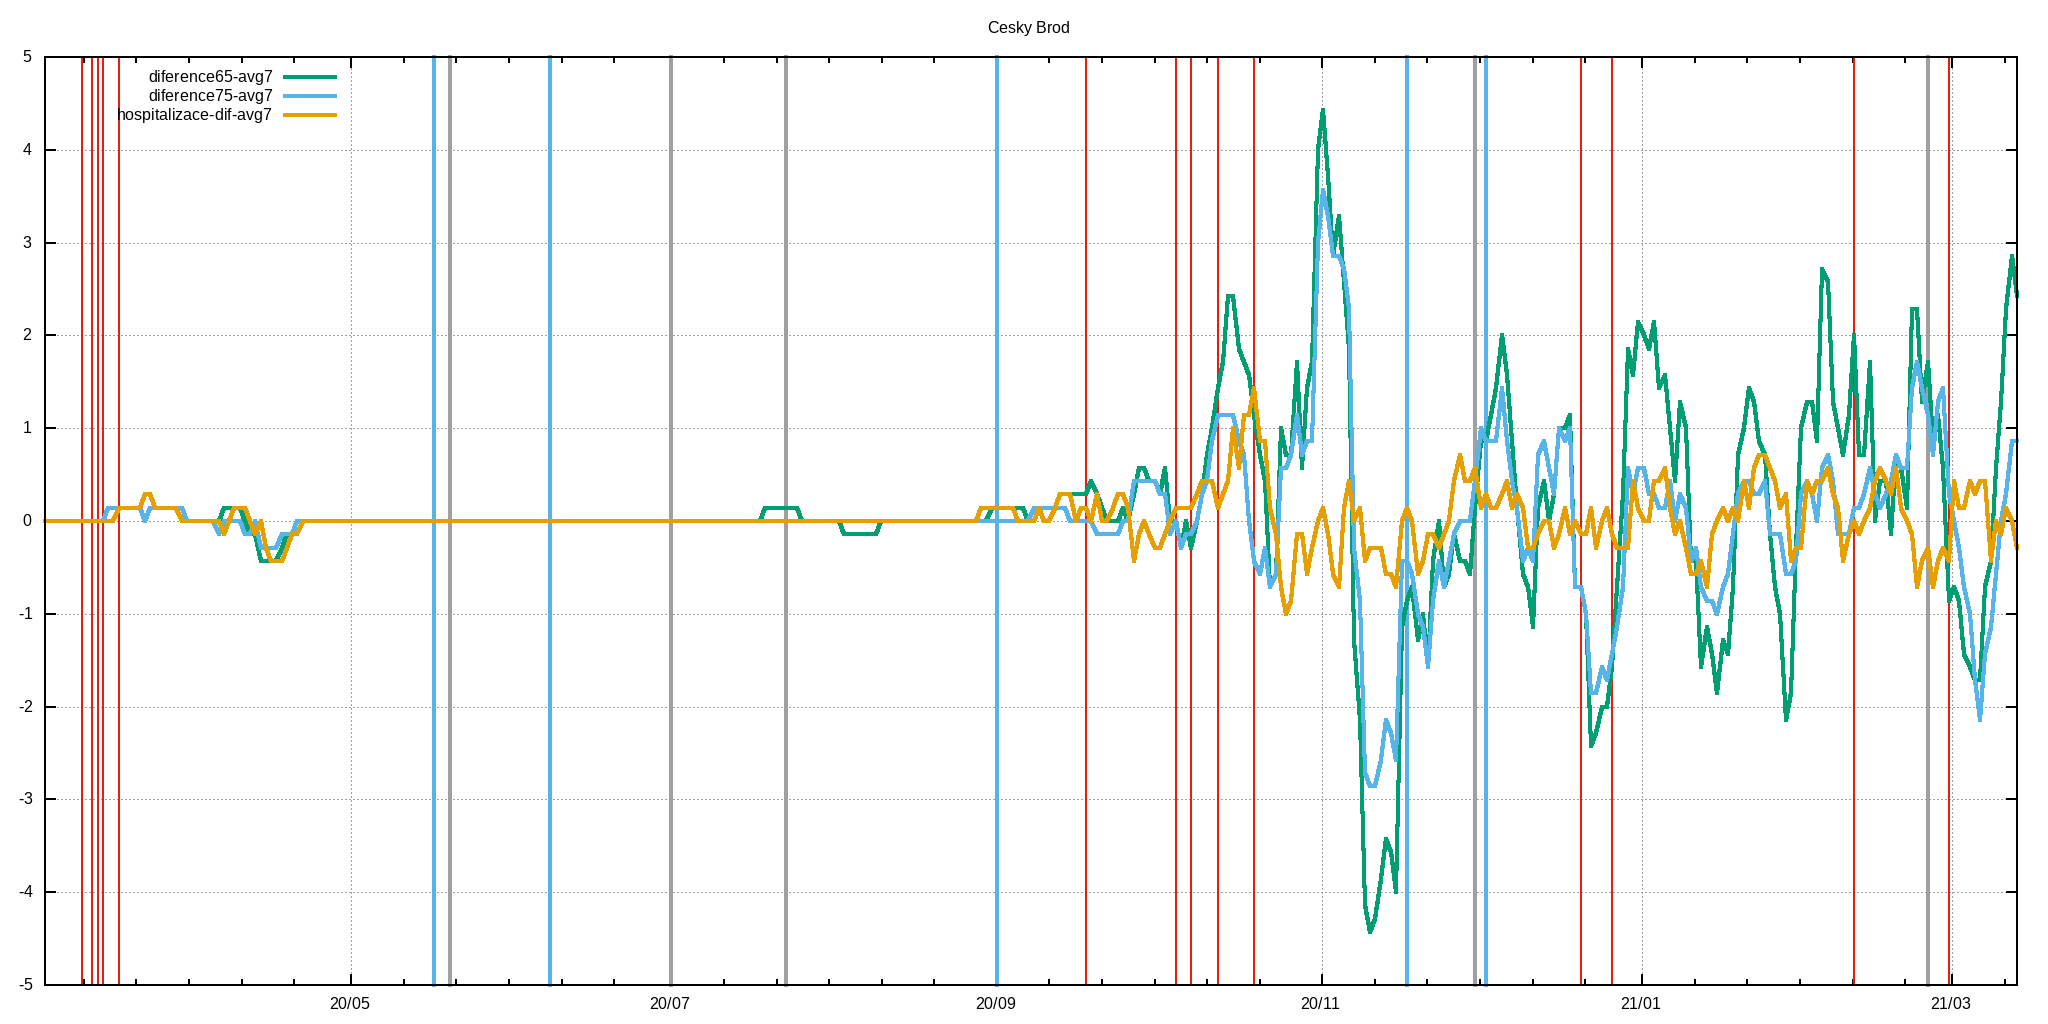 Cesky Brod
diference65-avg7
diference75-avg7
hospitalizace-dif-avg7
5
4
3
2
1
0
-1
-2
-3
-4
-5
20/05 20/07 20/09 20/11 21/01 21/03